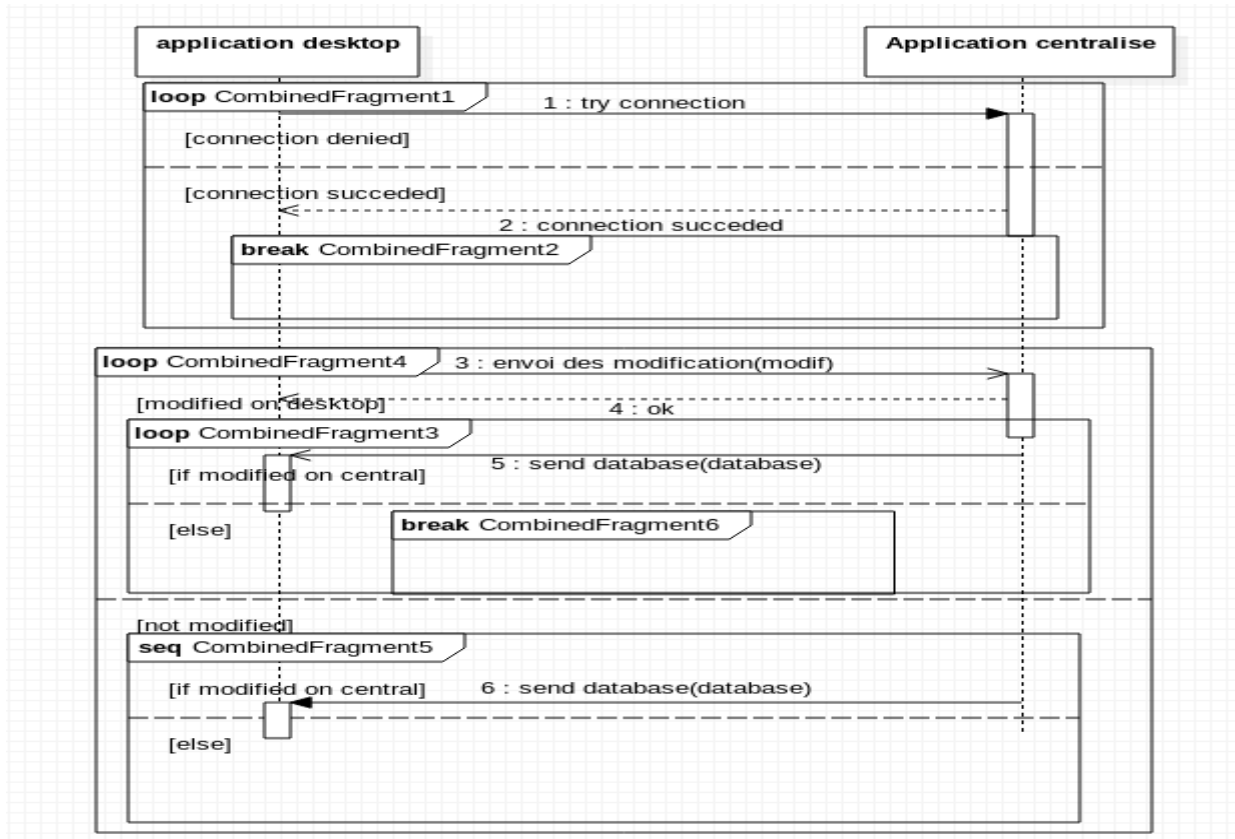 application desktop
Application centralise
loop CombinedFragment1
1 : try connection
[connection denied]
[connection succeded]
2 : connection succeded
break CombinedFragment2
loop CombinedFragment4
3 : envoi des modification(modif)
[modified on desktop]
4 : ok
loop CombinedFragment3
5 : send database(database)
[if modified on central]
break CombinedFragment6
[else]
[not modified]
seq CombinedFragment5
[if modified on central]
6 : send database(database)
[else]